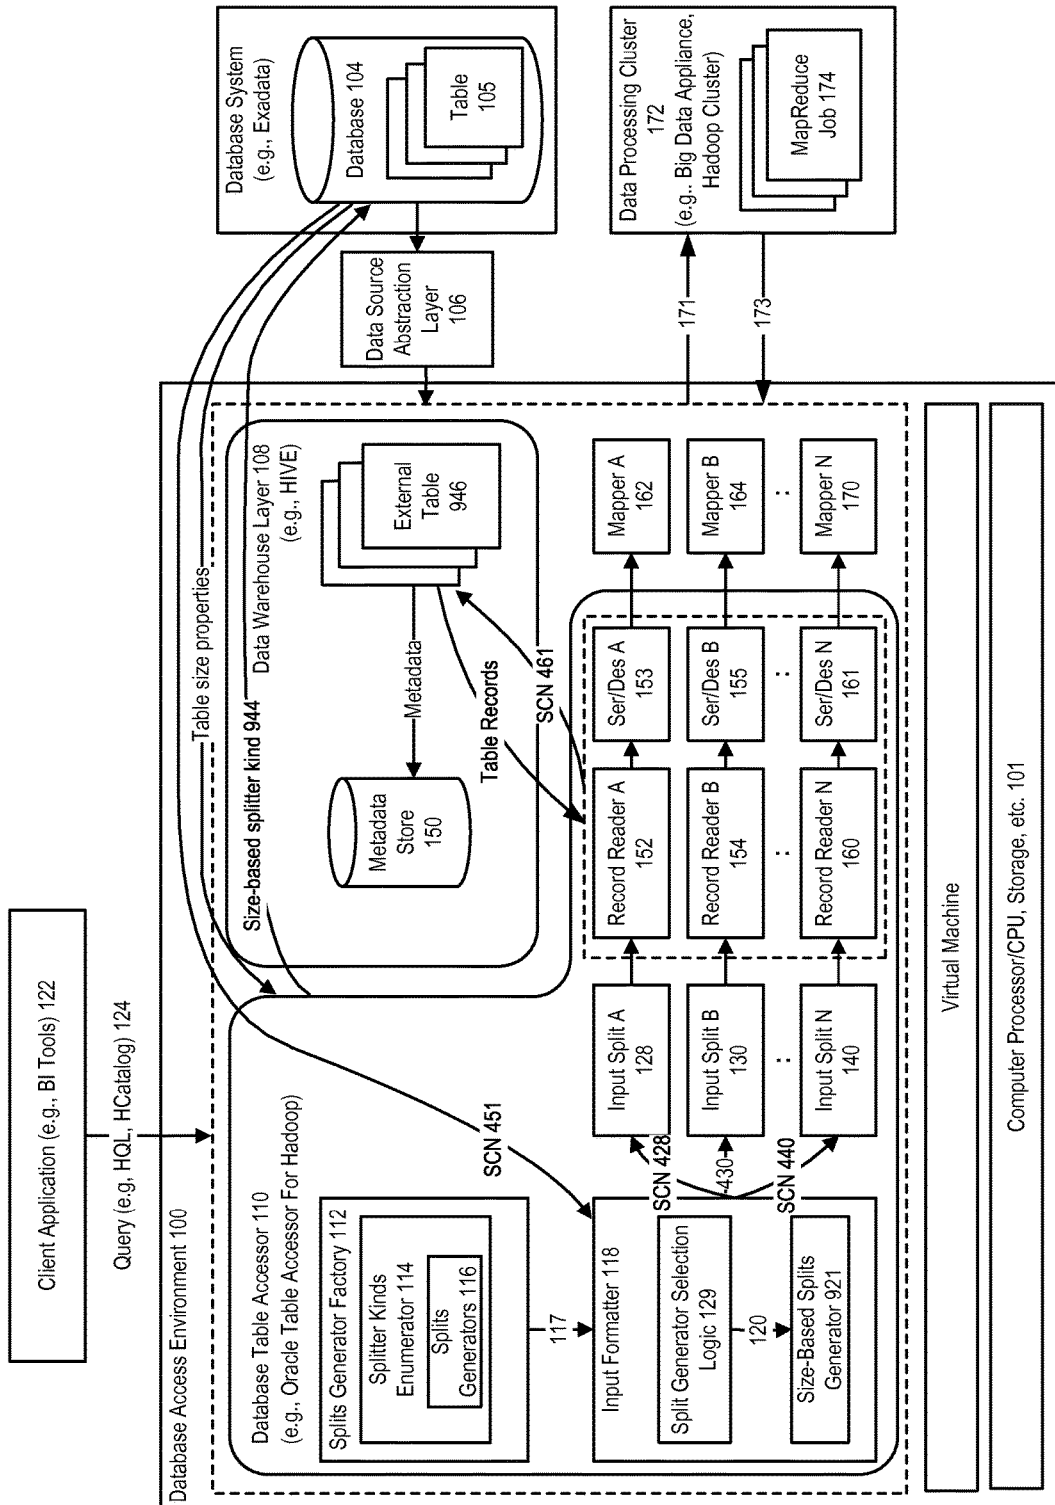 Client Application (e.g., BI Tools) 122
Query (e.g, HQL, HCatalog) 124
Database Access Environment 100
Database Table Accessor 110
(e.g., Oracle Table Accessor For Hadoop)
Splits Generator Factory 112
Splitter Kinds
Enumerator 114
Splits
Generators 116
117
Input Formatter 118
Split Generator Selection
Logic 129
120
Size-Based Splits
Generator 921
SCN 451
SCN 428
430
SCN 440
Input Split A
128
Input Split B
130
:
Input Split N
140
Table size properties
Size-based splitter kind 944
Data Warehouse Layer 108
(e.g., HIVE)
Metadata
Store
150
Metadata
External
Table
946
Table Records
SCN 461
Record Reader A
152
Record Reader B
154
:
Record Reader N
160
Ser/Des A
153
Ser/Des B
155
:
Ser/Des N
161
Mapper A
162
Mapper B
164
:
Mapper N
170
Data Source
Abstraction
Layer
106
Database System
(e.g., Exadata)
Database 104
Table
105
171
173
Data Processing Cluster
172
(e.g.. Big Data Appliance,
Hadoop Cluster)
MapReduce
Job 174
Virtual Machine
Computer Processor/CPU, Storage, etc. 101